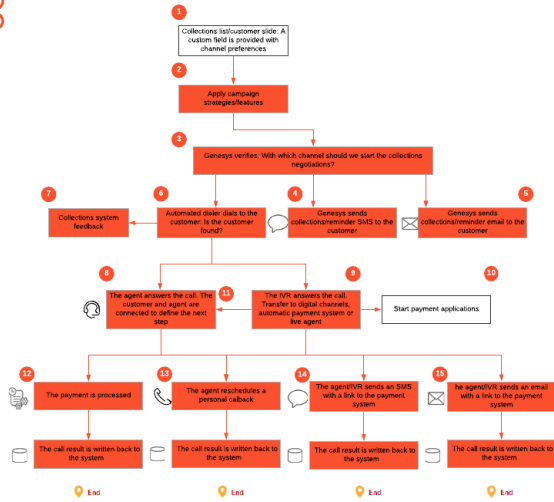 1
Collections list/customer slide: A
custom field is provided with
channel preferences
2
Apply campaign
strategies/features
3
Genesys verifies: With which channel should we start the collections
negotiations?
7
6
4
5
Collections system
feedback
Automated dialer dials to the
customer: Is the customer
found?
Genesys sends
collections/reminder SMS to the
customer
Genesys sends
collections/reminder email to the
customer
8
11
9
10
The agent answers the call. The
customer and agent are
connected to define the next
step
The IVR answers the call.
Transfer to digital channels,
automatic payment system or
live agent
Start payment applications
12
13
14
15
The payment is processed
The agent reschedules a
personal calback
The agent/IVR sends an SMS
with a link to the payment
system
he agent/IVR sends an email
with a link to the payment
system
The call result is written back to
the system
The call result is written back to
the system
The call result is written back to
the system
The call result is written back to
the system
End
End
End
End